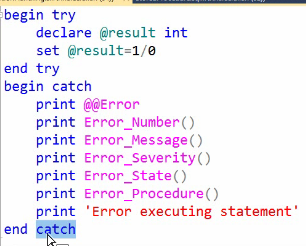 begin try
declare @result int
set @result=1/0
end try
begin catch
print @@Error
print Error_Number()
print Error_Message()
print Error_Severity()
print Error_State()
print Error_Procedure()
print 'Error executing statement'
end catch